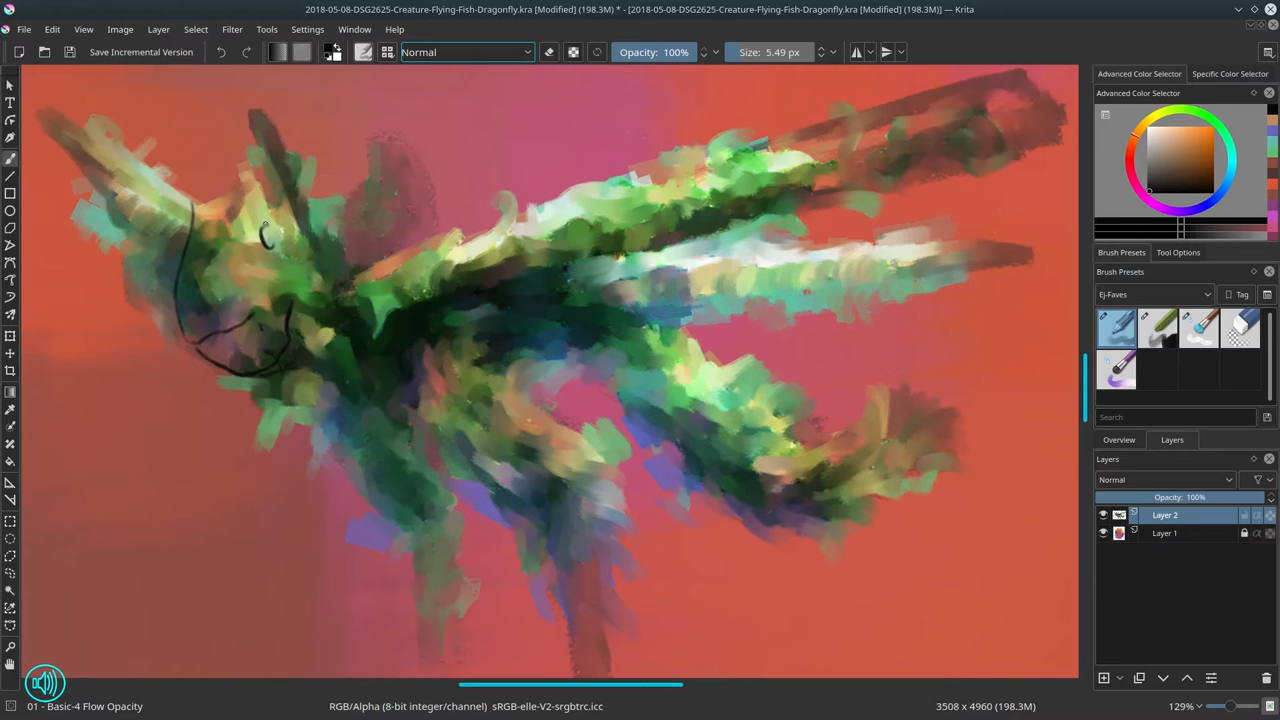 2018-05-08-DSG2625-Creature-Flying-Fish-Dragonfly.kra [Modified] (198.3M) * - [2018-05-08-DSG2625-Creature-Flying-Fish-Dragonfly.kra [Modified] (198.3M)] — Krita
File Edit View Image Layer Select Filter Tools Settings Window Help
Save Incremental Version Normal Opacity: 100% Size: 5.49 px
Advanced Color Selector Specific Color Selector
Advanced Color Selector
Brush Presets Tool Options
Brush Presets
Ej-Faves Tag
Search
Overview Layers
Layers
Normal
Opacity: 100%
Layer 2
Layer 1
01 - Basic-4 Flow Opacity RGB/Alpha (8-bit integer/channel) sRGB-elle-V2-srgbtrc.icc 3508 x 4960 (198.3M) 129%